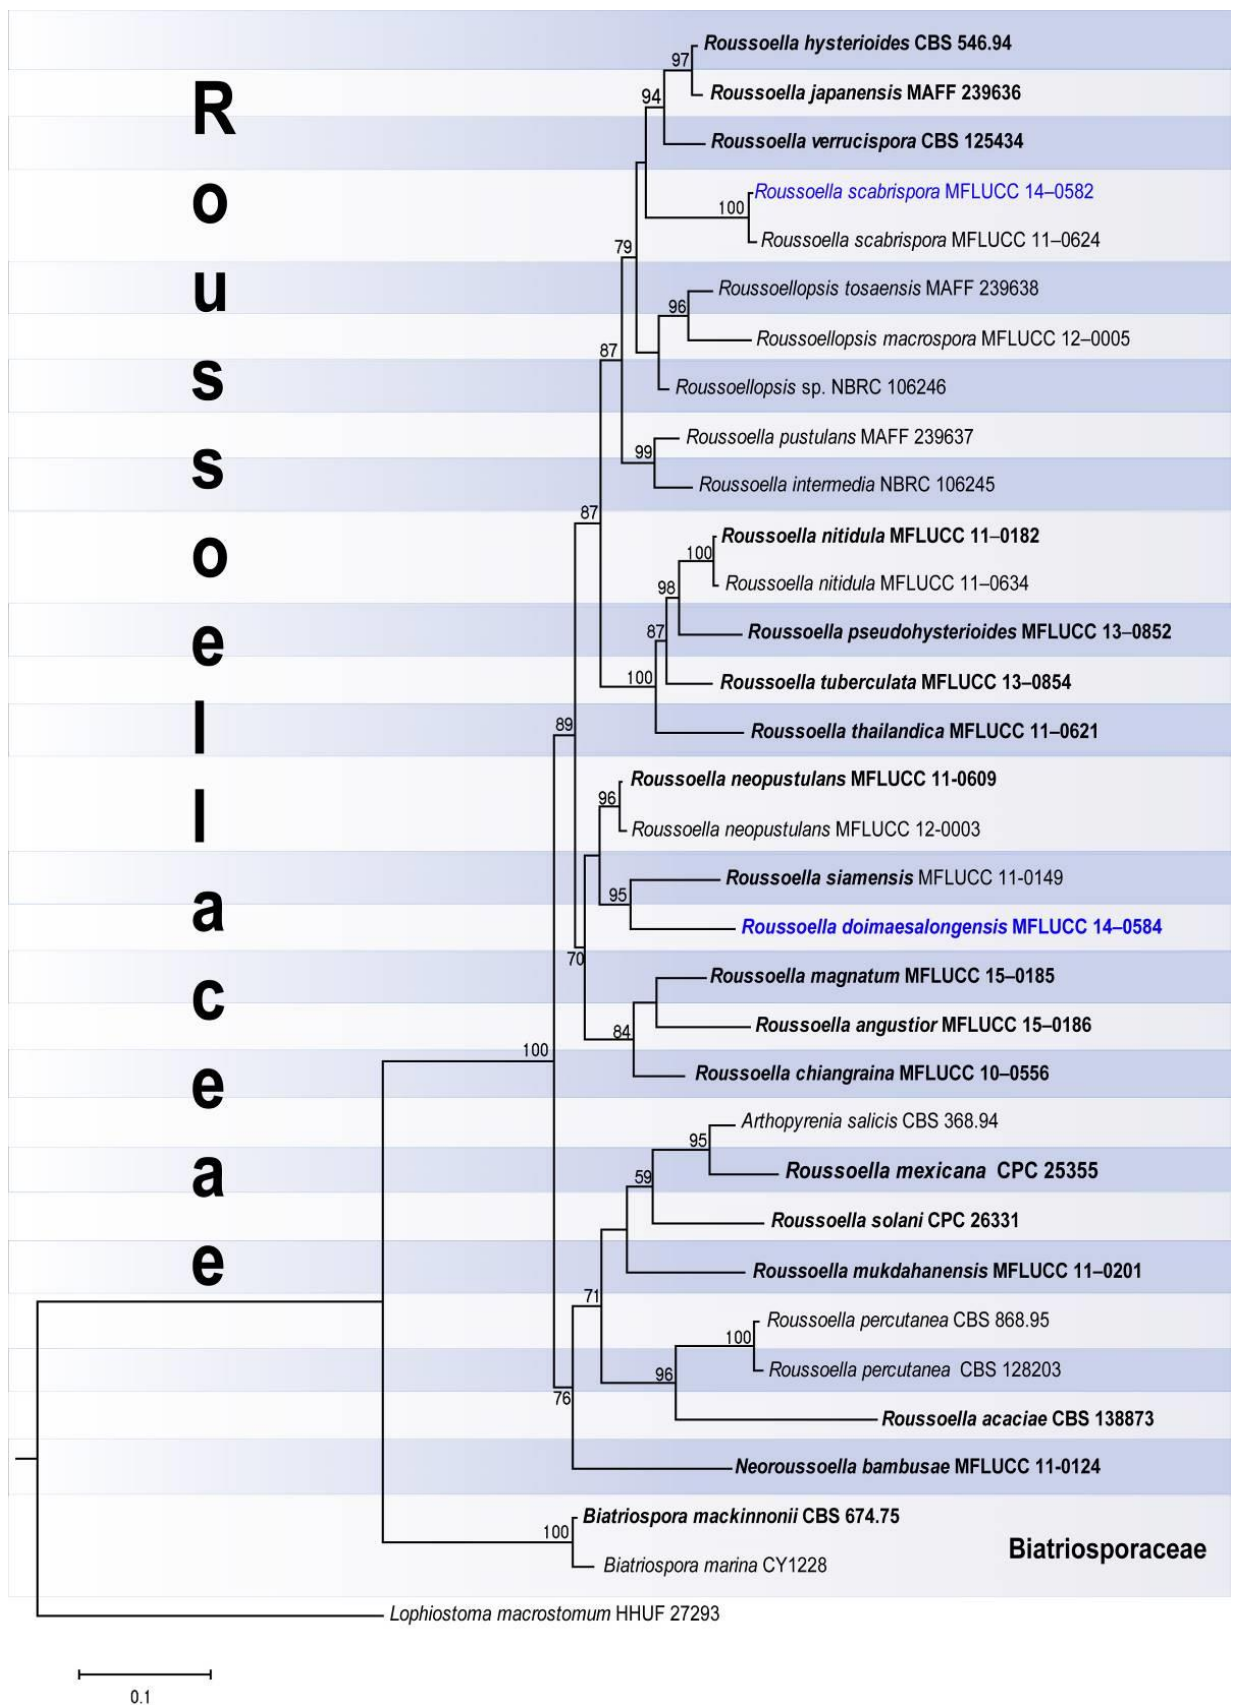 Roussoellaceae
97
Roussoella hysterioides CBS 546.94
94
Roussoella japanensis MAFF 239636
Roussoella verrucispora CBS 125434
Roussoella scabrispora MFLUCC 14–0582
100
Roussoella scabrispora MFLUCC 11–0624
79
Roussoellopsis tosaensis MAFF 239638
96
Roussoellopsis macrospora MFLUCC 12–0005
87
Roussoellopsis sp. NBRC 106246
Roussoella pustulans MAFF 239637
99
Roussoella intermedia NBRC 106245
87
Roussoella nitidula MFLUCC 11–0182
100
Roussoella nitidula MFLUCC 11–0634
98
Roussoella pseudohysterioides MFLUCC 13–0852
87
Roussoella tuberculata MFLUCC 13–0854
100
Roussoella thailandica MFLUCC 11–0621
89
Roussoella neopustulans MFLUCC 11-0609
96
Roussoella neopustulans MFLUCC 12-0003
Roussoella siamensis MFLUCC 11-0149
95
Roussoella doimaesalongensis MFLUCC 14–0584
70
Roussoella magnatum MFLUCC 15–0185
Roussoella angustior MFLUCC 15–0186
84
100
Roussoella chiangraina MFLUCC 10–0556
Arthopyrenia salicis CBS 368.94
95
Roussoella mexicana CPC 25355
59
Roussoella solani CPC 26331
Roussoella mukdahanensis MFLUCC 11–0201
71
Roussoella percutanea CBS 868.95
100
Roussoella percutanea CBS 128203
96
76
Roussoella acaciae CBS 138873
Neoroussoella bambusae MFLUCC 11-0124
Biatriospora mackinnonii CBS 674.75
100
Biatriosporaceae
Biatriospora marina CY1228
Lophiostoma macrostomum HHUF 27293
0.1